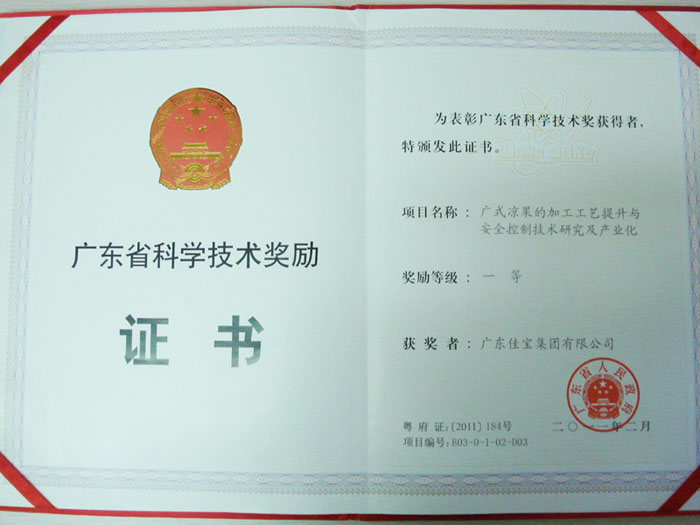 广东省科学技术奖励
证 书
GUANG DONG
为表彰广东省科学技术奖获得者，
特颁发此证书。
项目名称：广式凉果的加工工艺提升与
安全控制技术研究及产业化
奖励等级：一 等
获 奖 者：广东佳宝集团有限公司
广东省人民政府
粤 府 证：[2011] 184号
二〇一一年二月
项目编号：B03-0-1-02-D03